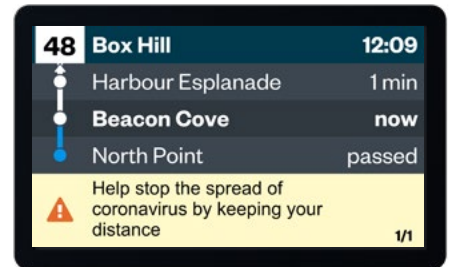 48 Box Hill 12:09
Harbour Esplanade 1 min
Beacon Cove now
North Point passed
Help stop the spread of
coronavirus by keeping your
distance
1/1